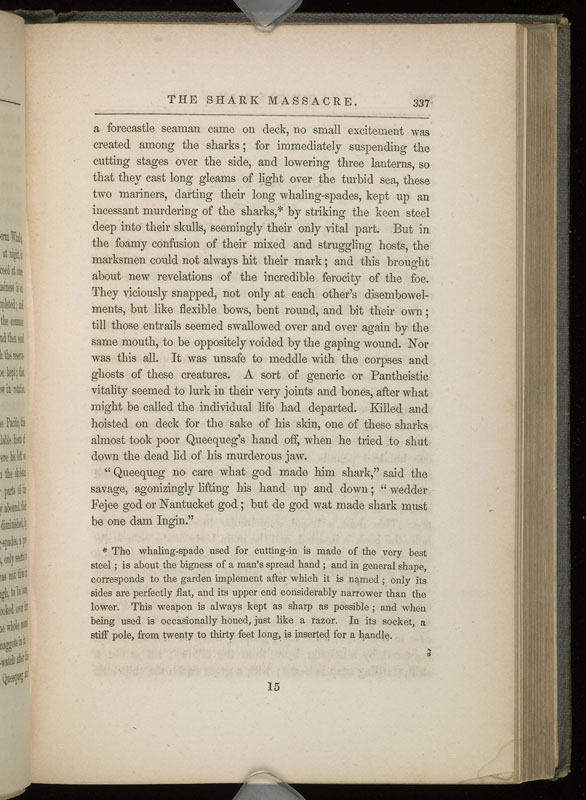 THE SHARK MASSACRE. 337
a forecastle seaman came on deck, no small excitement was
created among the sharks; for immediately suspending the
cutting stages over the side, and lowering three lanterns, so
that they cast long gleams of light over the turbid sea, these
two mariners, darting their long whaling-spades, kept up an
incessant murdering of the sharks,* by striking the keen steel
deep into their skulls, seemingly their only vital part. But in
the foamy confusion of their mixed and struggling hosts, the
marksmen could not always hit their mark; and this brought
about new revelations of the incredible ferocity of the foe.
They viciously snapped, not only at each other's disembowel-
ments, but like flexible bows, bent round, and bit their own;
till those entrails seemed swallowed over and over again by the
same mouth, to be oppositely voided by the gaping wound. Nor
was this all. It was unsafe to meddle with the corpses and
ghosts of these creatures. A sort of generic or Pantheistic
vitality seemed to lurk in their very joints and bones, after what
might be called the individual life had departed. Killed and
hoisted on deck for the sake of his skin, one of these sharks
almost took poor Queequeg's hand off, when he tried to shut
down the dead lid of his murderous jaw.
"Queequeg no care what god made him shark," said the
savage, agonizingly lifting his hand up and down; "wedder
Fejee god or Nantucket god; but de god wat made shark must
be one dam Ingin."
* The whaling-spade used for cutting-in is made of the very best
steel; is about the bigness of a man's spread hand; and in general shape,
corresponds to the garden implement after which it is named; only its
sides are perfectly flat, and its upper end considerably narrower than the
lower. This weapon is always kept as sharp as possible; and when
being used is occasionally honed, just like a razor. In its socket, a
stiff pole, from twenty to thirty feet long, is inserted for a handle.
15